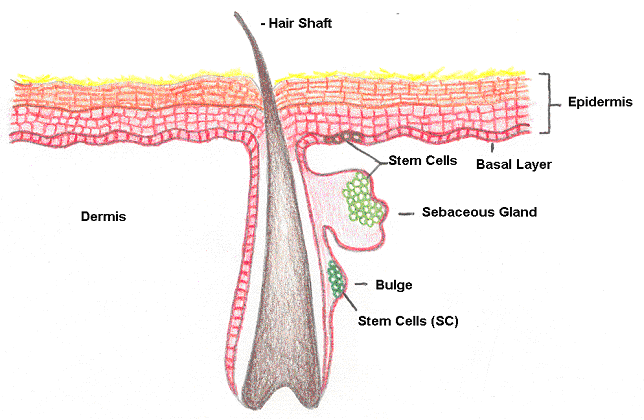 - Hair Shaft
Epidermis
Stem Cells
Basal Layer
Dermis
Sebaceous Gland
Bulge
Stem Cells (SC)